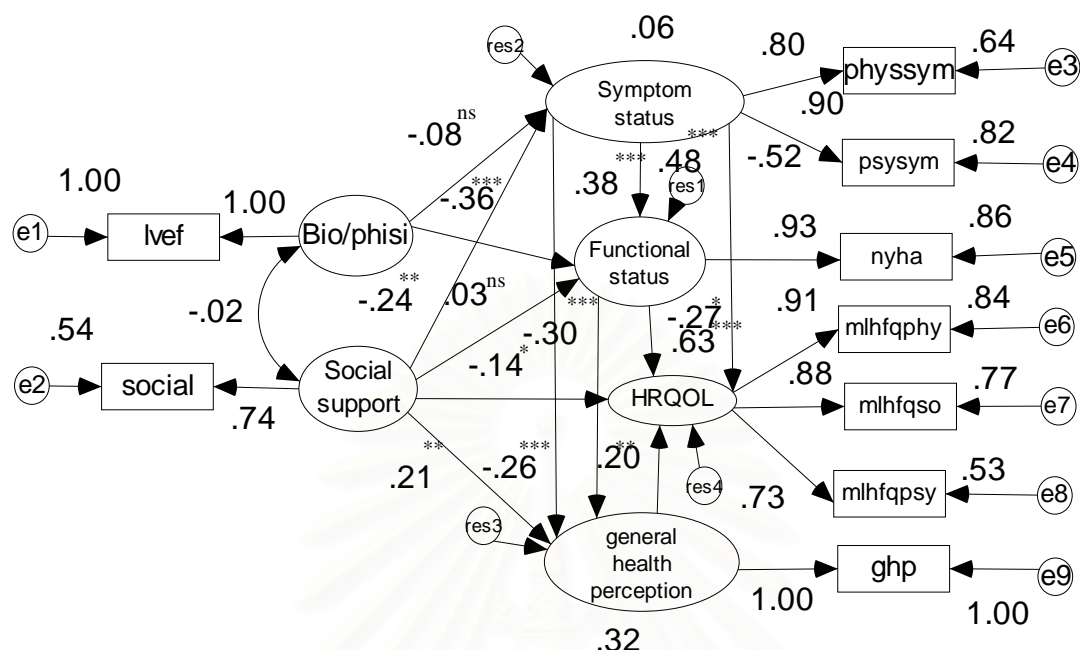 .06
res2
.80
.64
physsym
e3
Symptom
status
.90
-.08ns
***
***
.48
-.52
.82
psysym
e4
1.00
1.00
-.36***
.38
res1
e1
lvef
Bio/phisi
Functional
status
.93
.86
nyha
e5
-.24**
.03ns
***
-.02
-.30
-.27*
.63***
.91
.84
mlhfqphy
e6
.54
-.14*
Social
support
.88
.77
e2
social
HRQOL
mlhfqso
e7
.74
**
.21
-.26***
.20**
res4
.73
.53
mlhfqpsy
e8
res3
general
health
perception
ghp
e9
1.00
1.00
.32